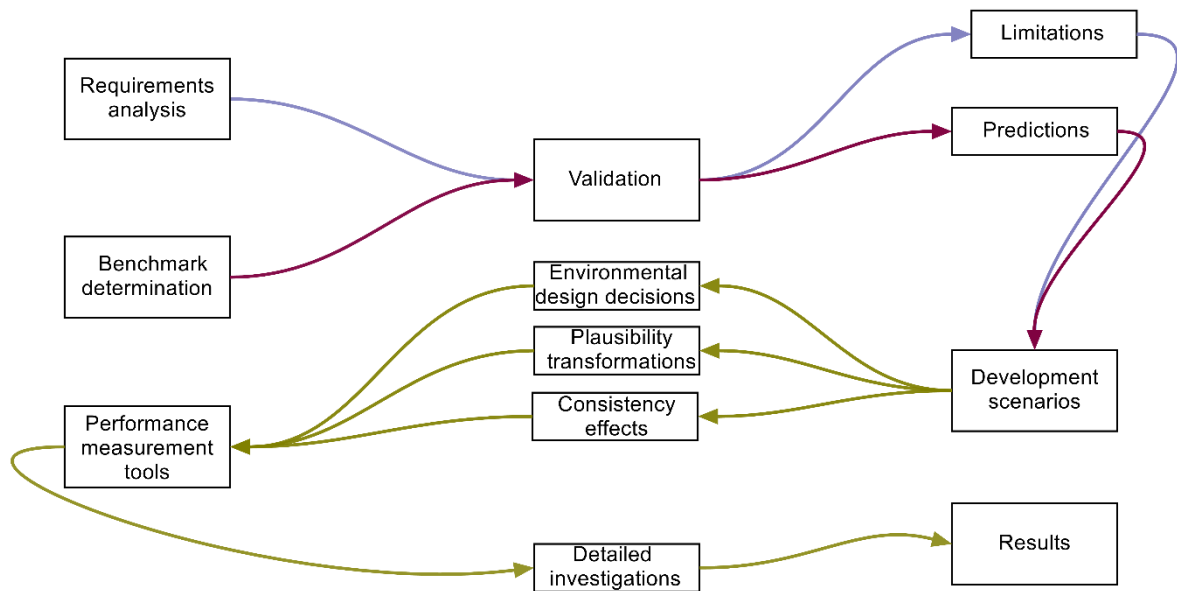 Requirements
analysis
Benchmark
determination
Validation
Limitations
Predictions
Development
scenarios
Environmental
design decisions
Plausibility
transformations
Consistency
effects
Performance
measurement
tools
Detailed
investigations
Results